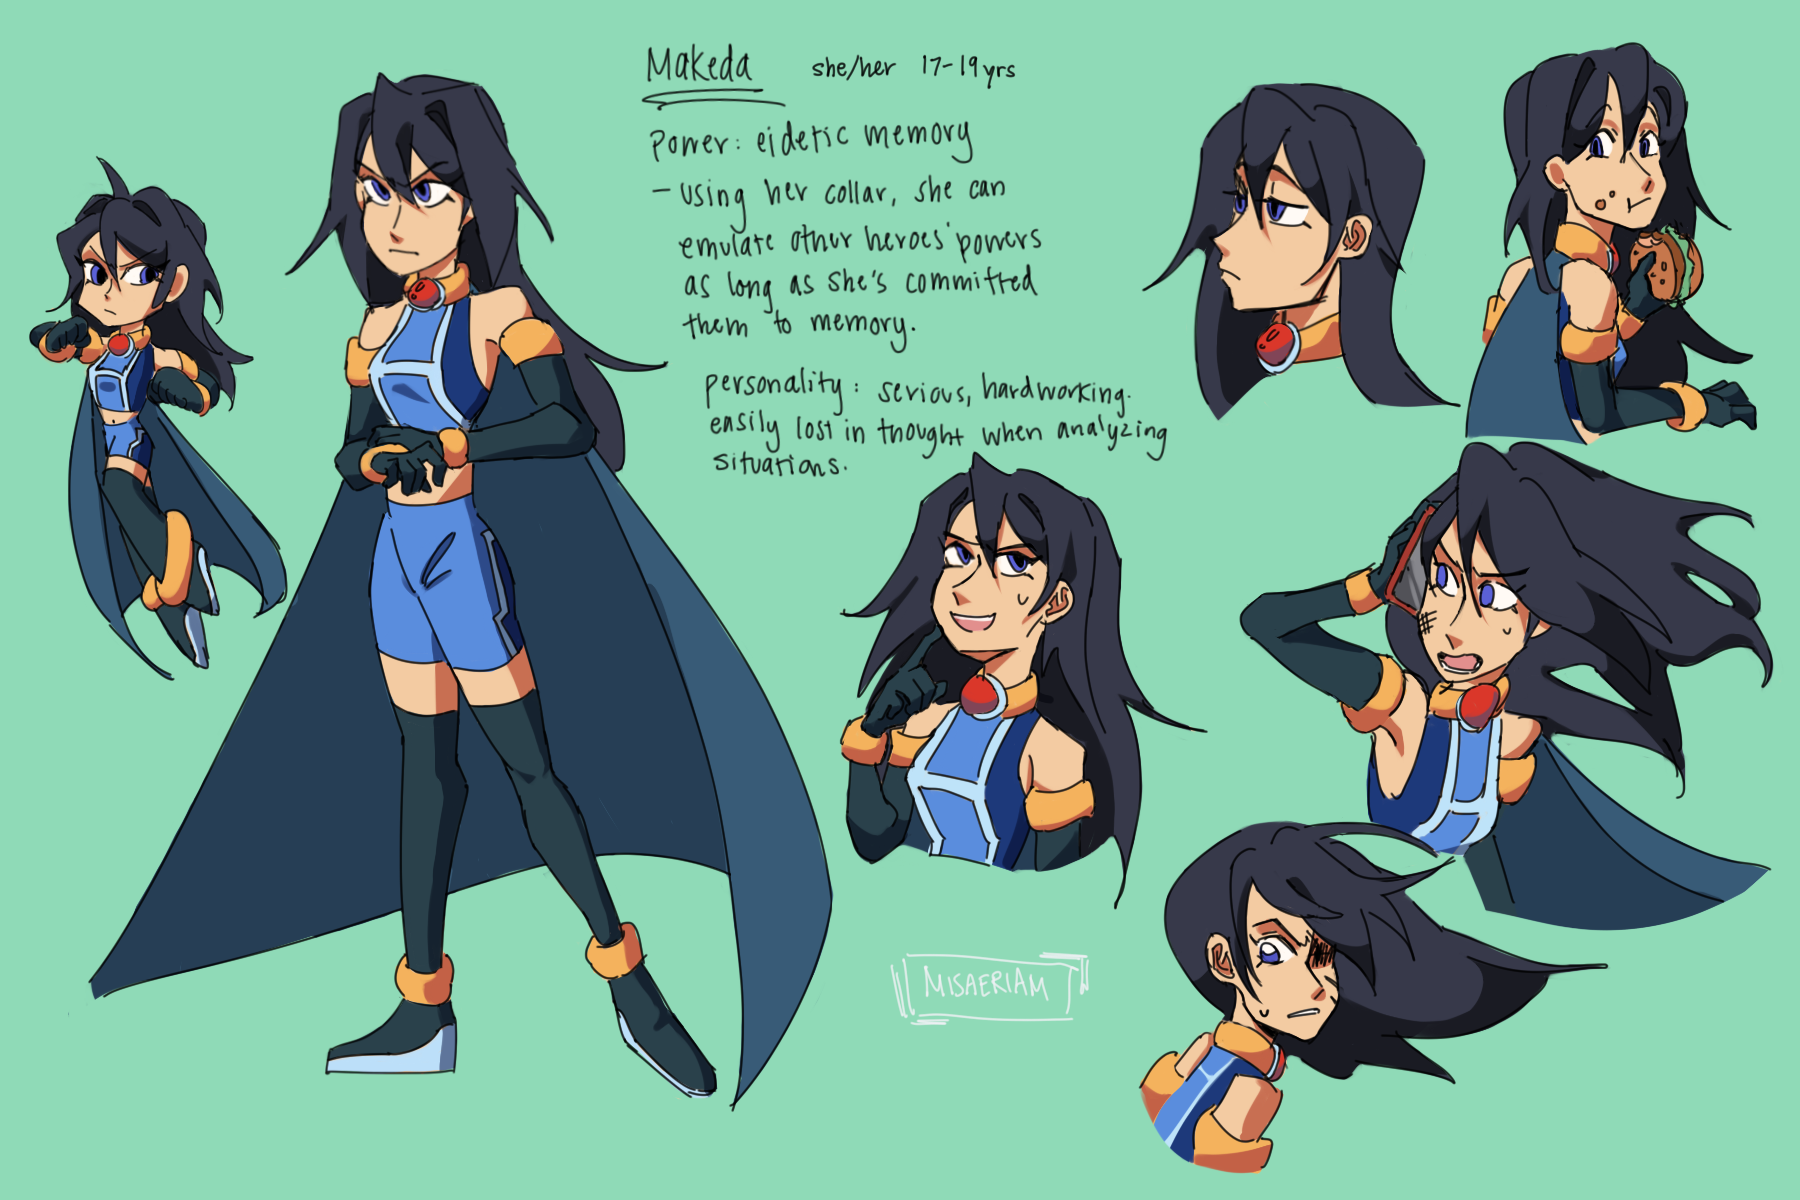 Makeda she/her 17-19yrs
power: eidetic memory
- using her collar, she can
emulate other heroes' powers
as long as she's committed
them to memory.
personality: serious, hardworking.
easily lost in thought when analyzing
situations.
MISAERIAM